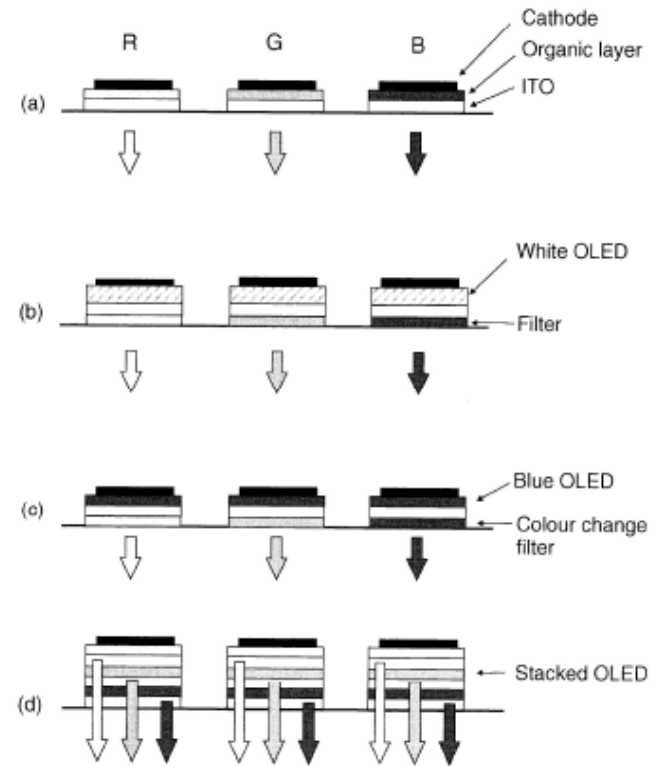 R G B
Cathode
Organic layer
ITO
(a)
White OLED
(b)
Filter
Blue OLED
(c)
Colour change
filter
Stacked OLED
(d)